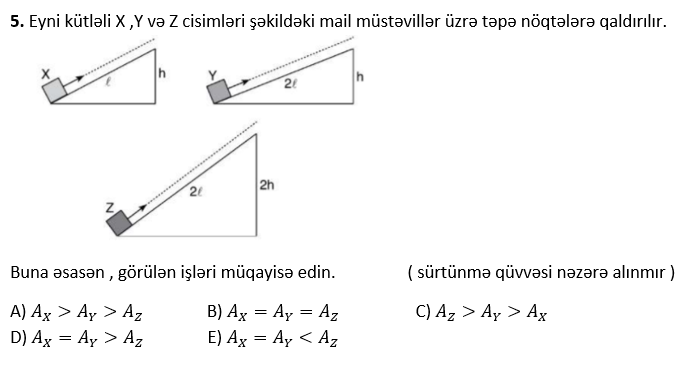 5. Eyni kütləli X ,Y və Z cisimləri şəkildəki mail müstəvillər üzrə təpə nöqtələrə qaldırılır.
X ℓ h Y 2ℓ h
Z 2ℓ 2h
Buna əsasən , görülən işləri müqayisə edin. ( sürtünmə qüvvəsi nəzərə alınmır )
A) A_X > A_Y > A_Z B) A_X = A_Y = A_Z C) A_Z > A_Y > A_X
D) A_X = A_Y > A_Z E) A_X = A_Y < A_Z